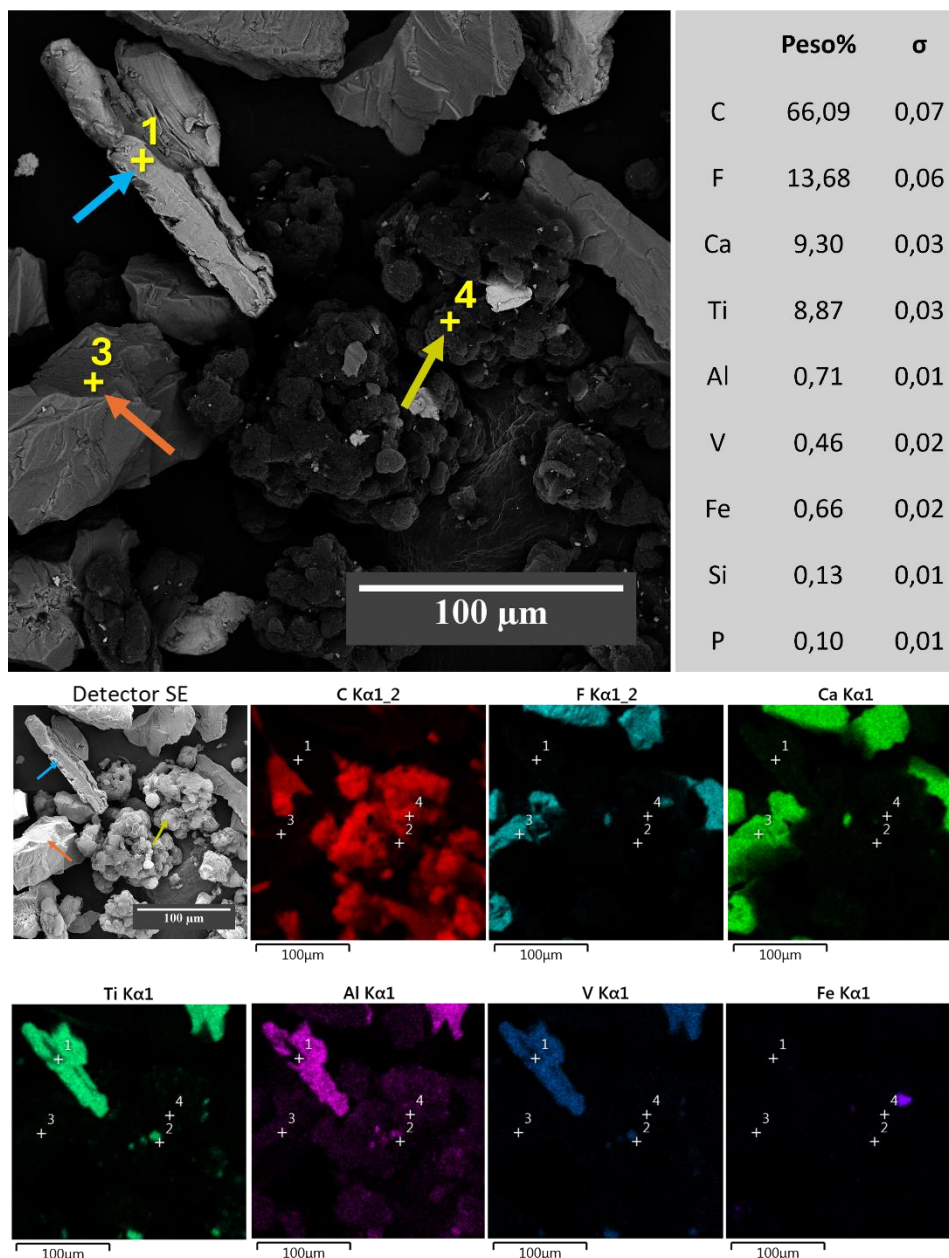 Peso% σ
C 66,09 0,07
F 13,68 0,06
Ca 9,30 0,03
Ti 8,87 0,03
Al 0,71 0,01
V 0,46 0,02
Fe 0,66 0,02
Si 0,13 0,01
P 0,10 0,01
1
4
3
100 µm
Detector SE
C Kα1_2
F Kα1_2
Ca Kα1
100 µm
1
4
3
2
100µm
1
4
3
2
100µm
1
4
3
2
100µm
Ti Kα1
Al Kα1
V Kα1
Fe Kα1
1
4
3
2
100µm
1
4
3
2
100µm
1
4
3
2
100µm
1
4
3
2
100µm